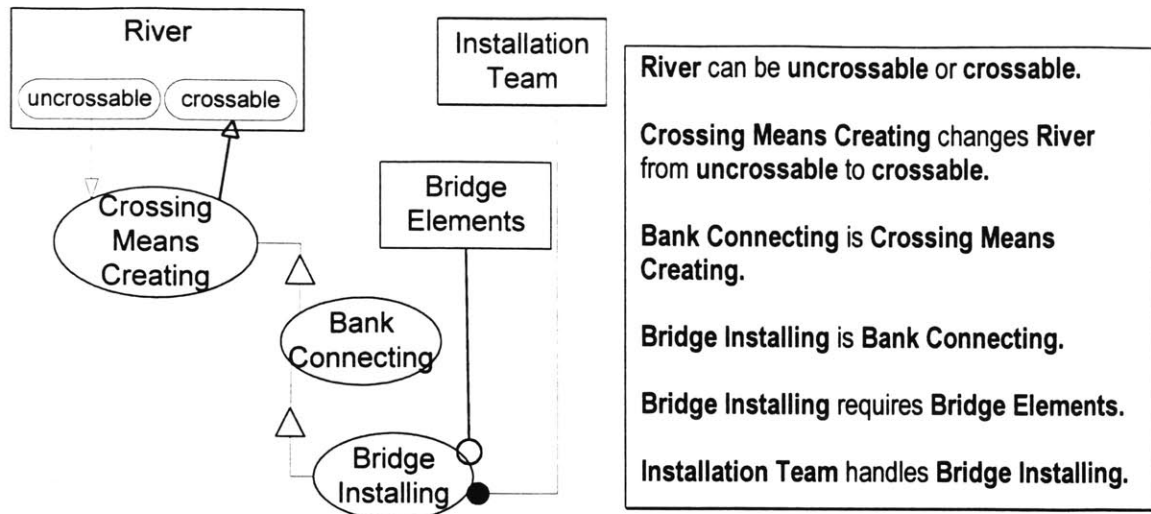 River
uncrossable
crossable
Installation
Team
Crossing
Means
Creating
Bridge
Elements
Bank
Connecting
Bridge
Installing
River can be uncrossable or crossable.
Crossing Means Creating changes River
from uncrossable to crossable.
Bank Connecting is Crossing Means
Creating.
Bridge Installing is Bank Connecting.
Bridge Installing requires Bridge Elements.
Installation Team handles Bridge Installing.